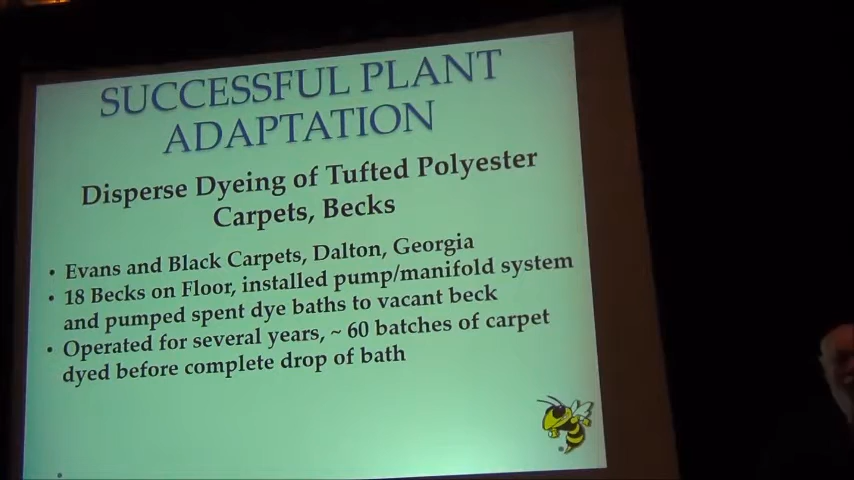 SUCCESSFUL PLANT
ADAPTATION
Disperse Dyeing of Tufted Polyester
Carpets, Becks
• Evans and Black Carpets, Dalton, Georgia
• 18 Becks on Floor, installed pump/manifold system
and pumped spent dye baths to vacant beck
• Operated for several years, ~ 60 batches of carpet
dyed before complete drop of bath